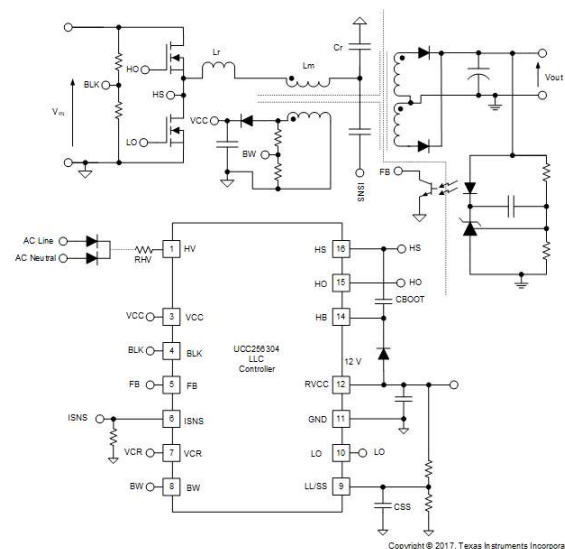 Cr
Lr
Lm
HO
BLK
HS
Vout
VIN
VCC
LO
BW
ISNS
FB
AC Line
AC Neutral
RHV
1 HV
HS 16 HS
HO 15 HO
CBOOT
VCC 3 VCC
HB 14
BLK 4 BLK
UCC256304
LLC
Controller
12 V
FB 5 FB
RVCC 12
ISNS 6 ISNS
GND 11
VCR 7 VCR
LO 10 LO
BW 8 BW
LL/SS 9
CSS
Copyright © 2017, Texas Instruments Incorpora